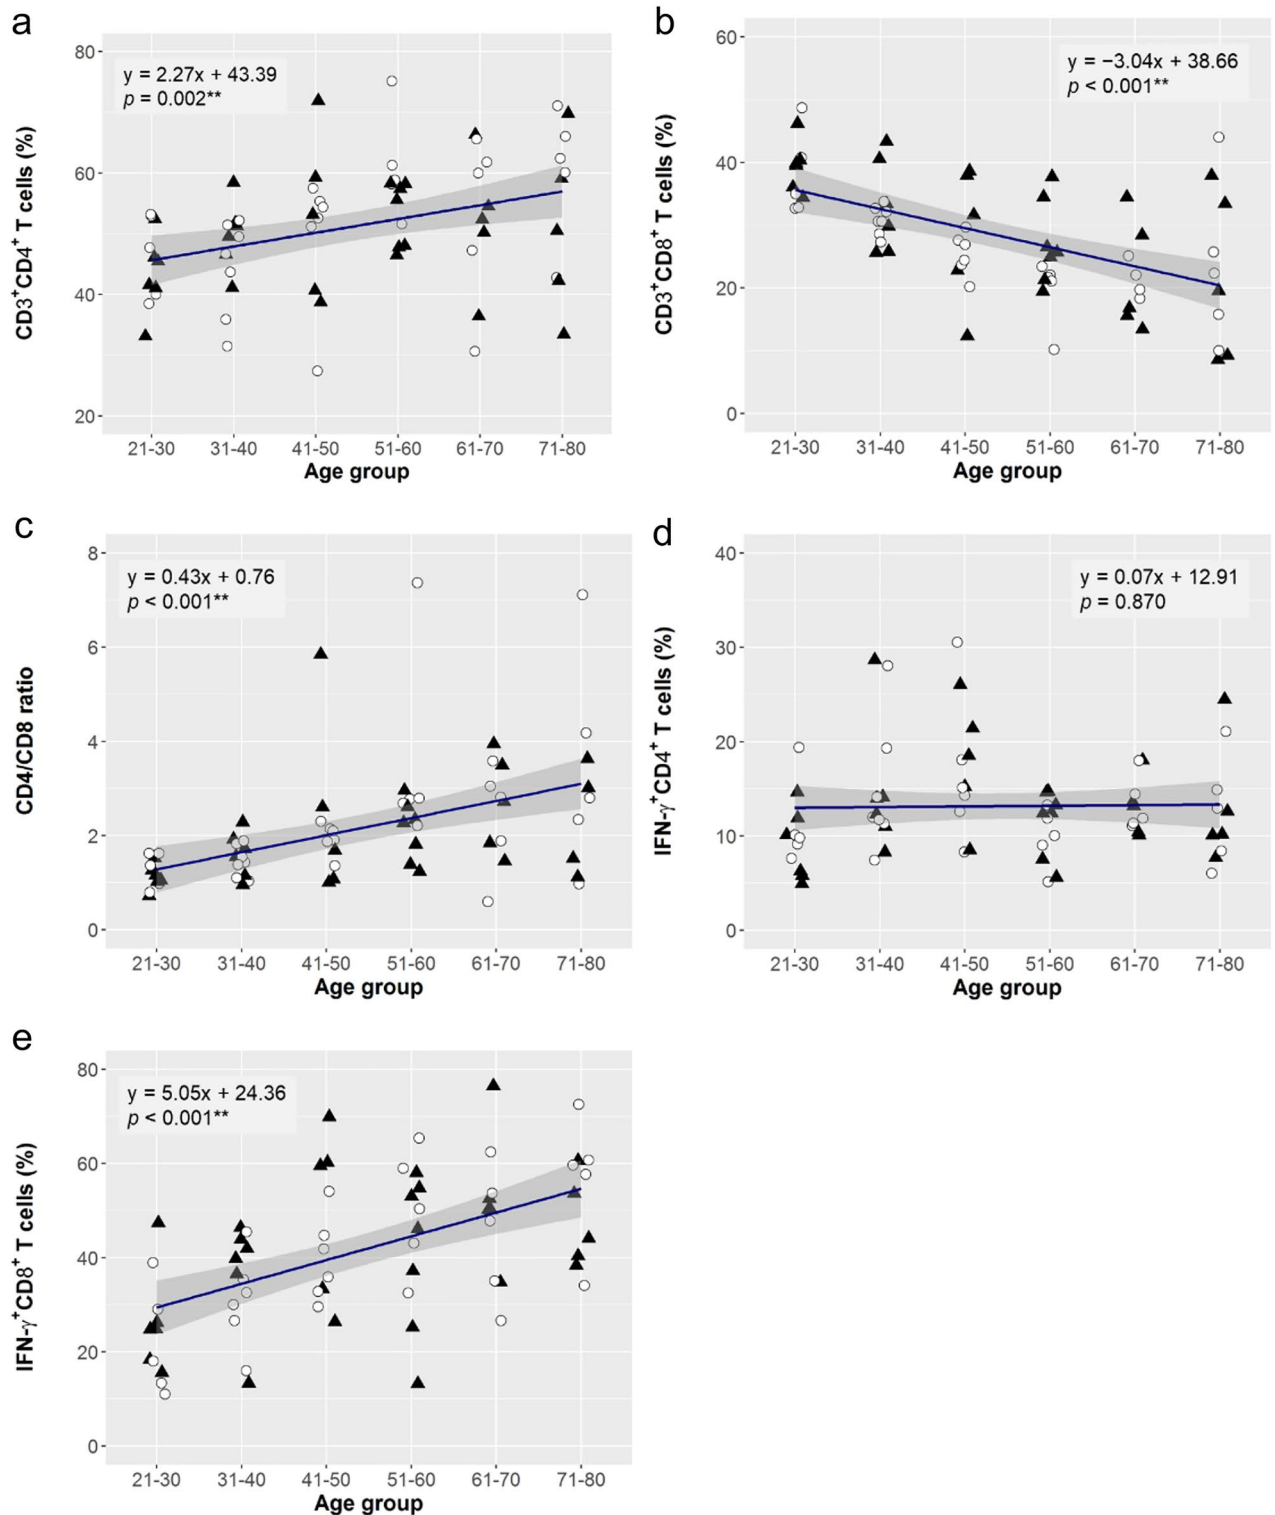 a
y = 2.27x + 43.39
p = 0.002**
CD3+CD4+ T cells (%)
80
60
40
20
21-30 31-40 41-50 51-60 61-70 71-80
Age group
b
y = −3.04x + 38.66
p < 0.001**
CD3+CD8+ T cells (%)
60
40
20
0
21-30 31-40 41-50 51-60 61-70 71-80
Age group
c
y = 0.43x + 0.76
p < 0.001**
CD4/CD8 ratio
8
6
4
2
0
21-30 31-40 41-50 51-60 61-70 71-80
Age group
d
y = 0.07x + 12.91
p = 0.870
IFN-γ+CD4+ T cells (%)
40
30
20
10
0
21-30 31-40 41-50 51-60 61-70 71-80
Age group
e
y = 5.05x + 24.36
p < 0.001**
IFN-γ+CD8+ T cells (%)
80
60
40
20
0
21-30 31-40 41-50 51-60 61-70 71-80
Age group